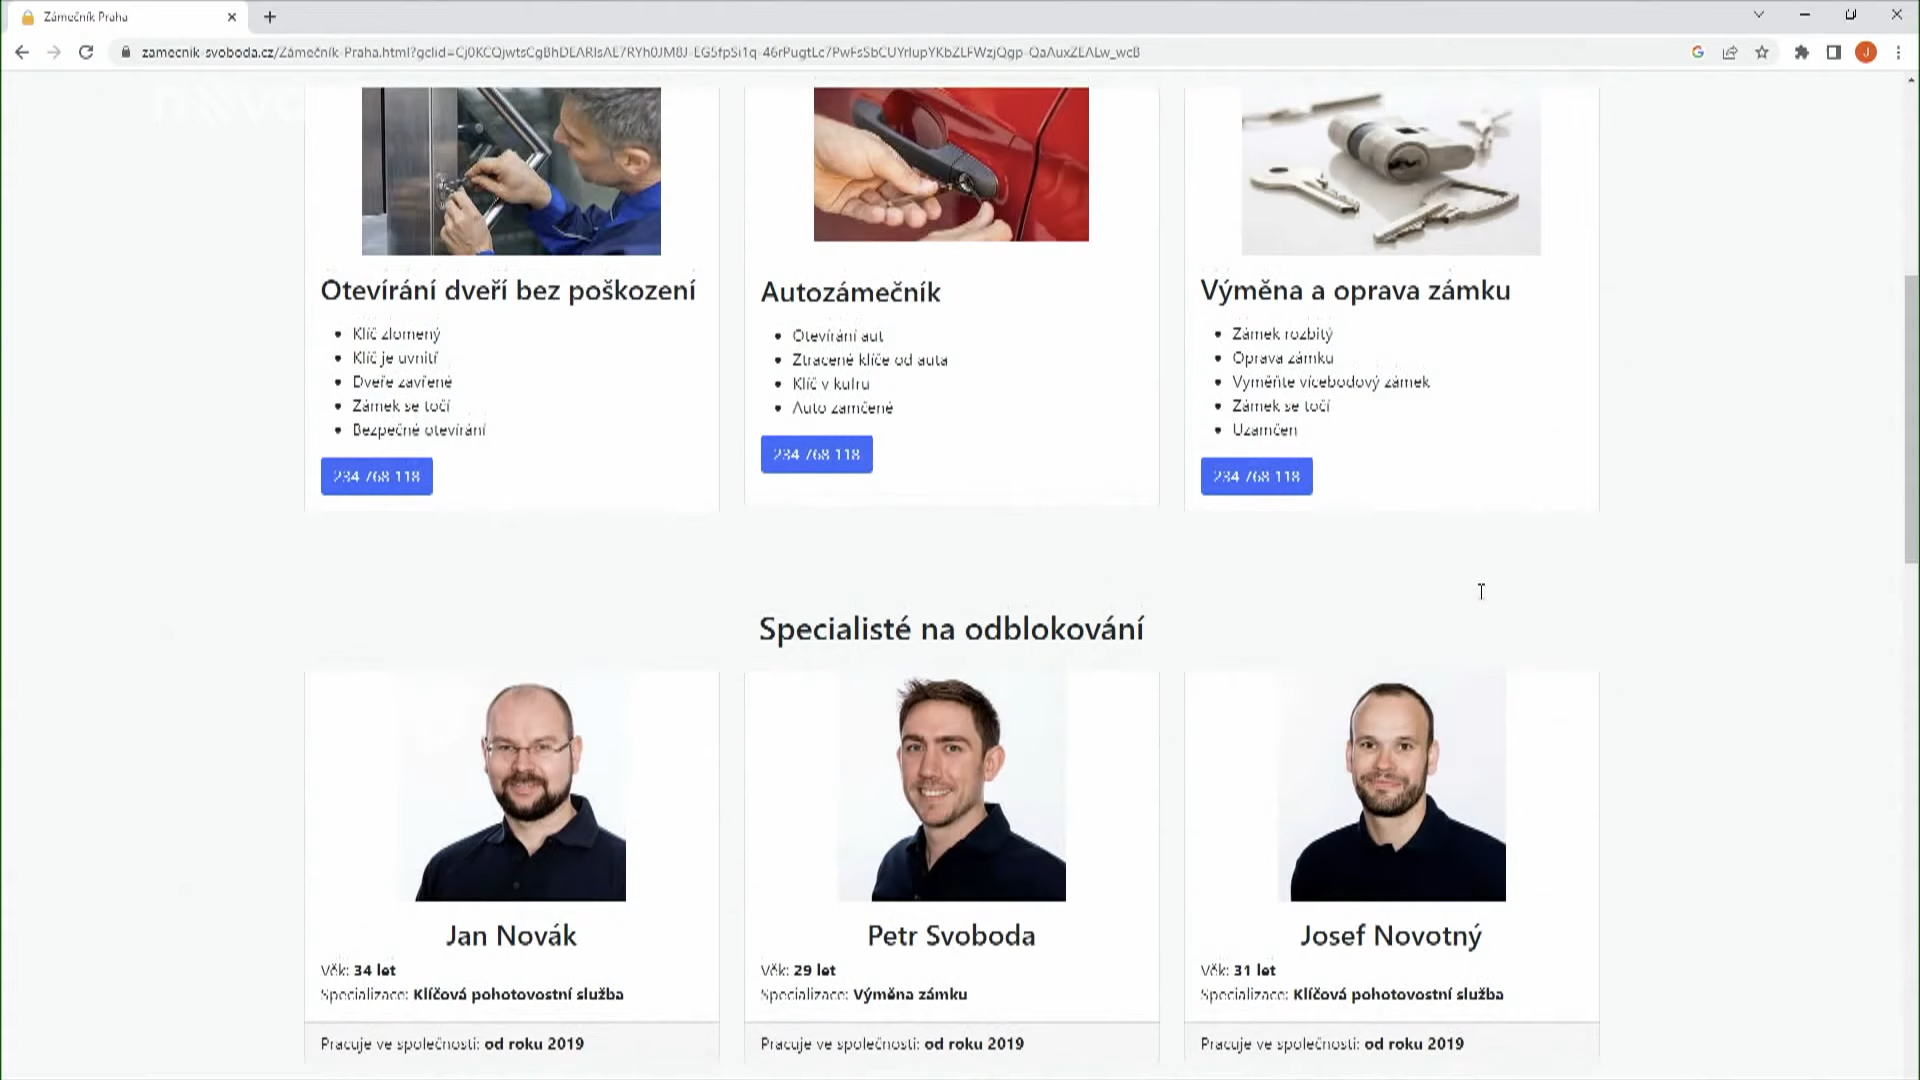 Zámečník Praha
zamecnik-svoboda.cz/Zámečník-Praha.html?gclid=
J
Otevírání dveří bez poškození
Klíč zlomený
Klíč je uvnitř
Dveře zavřené
Zámek se točí
Bezpečné otevírání
234 768 118
Autozámečník
Otevírání aut
Ztracené klíče od auta
Klíč v kufru
Auto zamčené
234 768 118
Výměna a oprava zámku
Zámek rozbitý
Oprava zámku
Vyměňte vícebodový zámek
Zámek se točí
Uzamčen
234 768 118
Specialisté na odblokování
Jan Novák
Věk: 34 let
Specializace: Klíčová pohotovostní služba
Pracuje ve společnosti: od roku 2019
Petr Svoboda
Věk: 29 let
Specializace: Výměna zámku
Pracuje ve společnosti: od roku 2019
Josef Novotný
Věk: 31 let
Specializace: Klíčová pohotovostní služba
Pracuje ve společnosti: od roku 2019